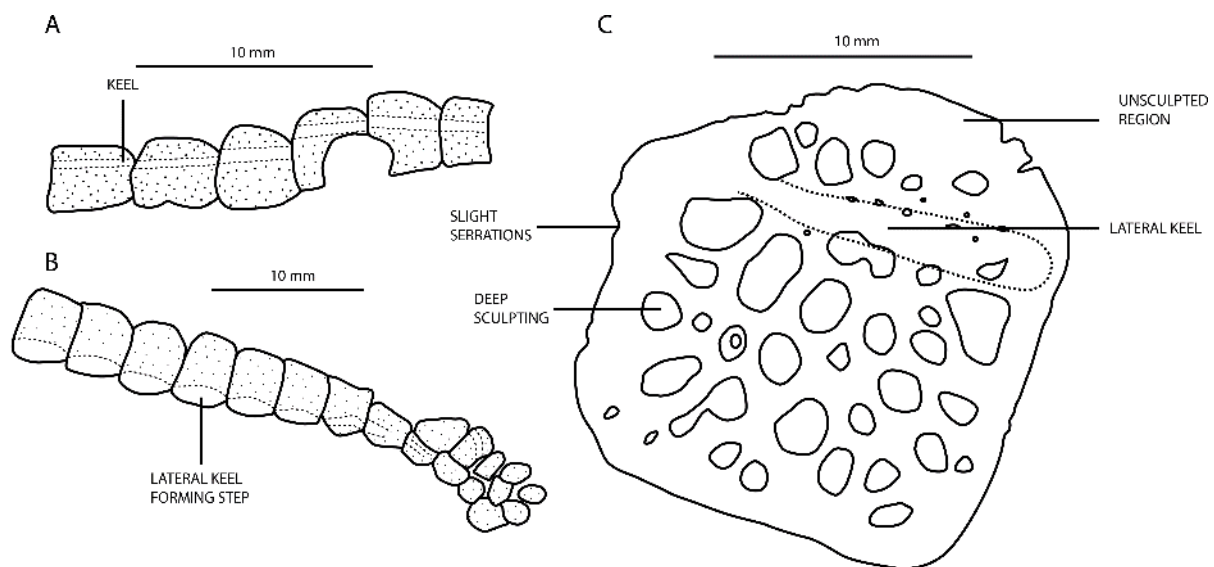 A
10 mm
KEEL
B
10 mm
LATERAL KEEL
FORMING STEP
C
10 mm
UNSCULPTED
REGION
SLIGHT
SERRATIONS
LATERAL KEEL
DEEP
SCULPTING